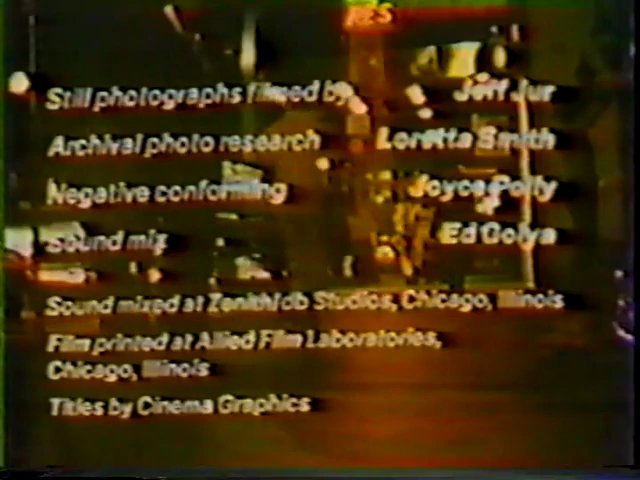 Still photographs filmed by Jeff Jur
Archival photo research Loretta Smith
Negative conforming Joyce Polly
Sound mix Ed Golya
Sound mixed at Zenith/db Studios, Chicago, Illinois
Film printed at Allied Film Laboratories,
Chicago, Illinois
Titles by Cinema Graphics